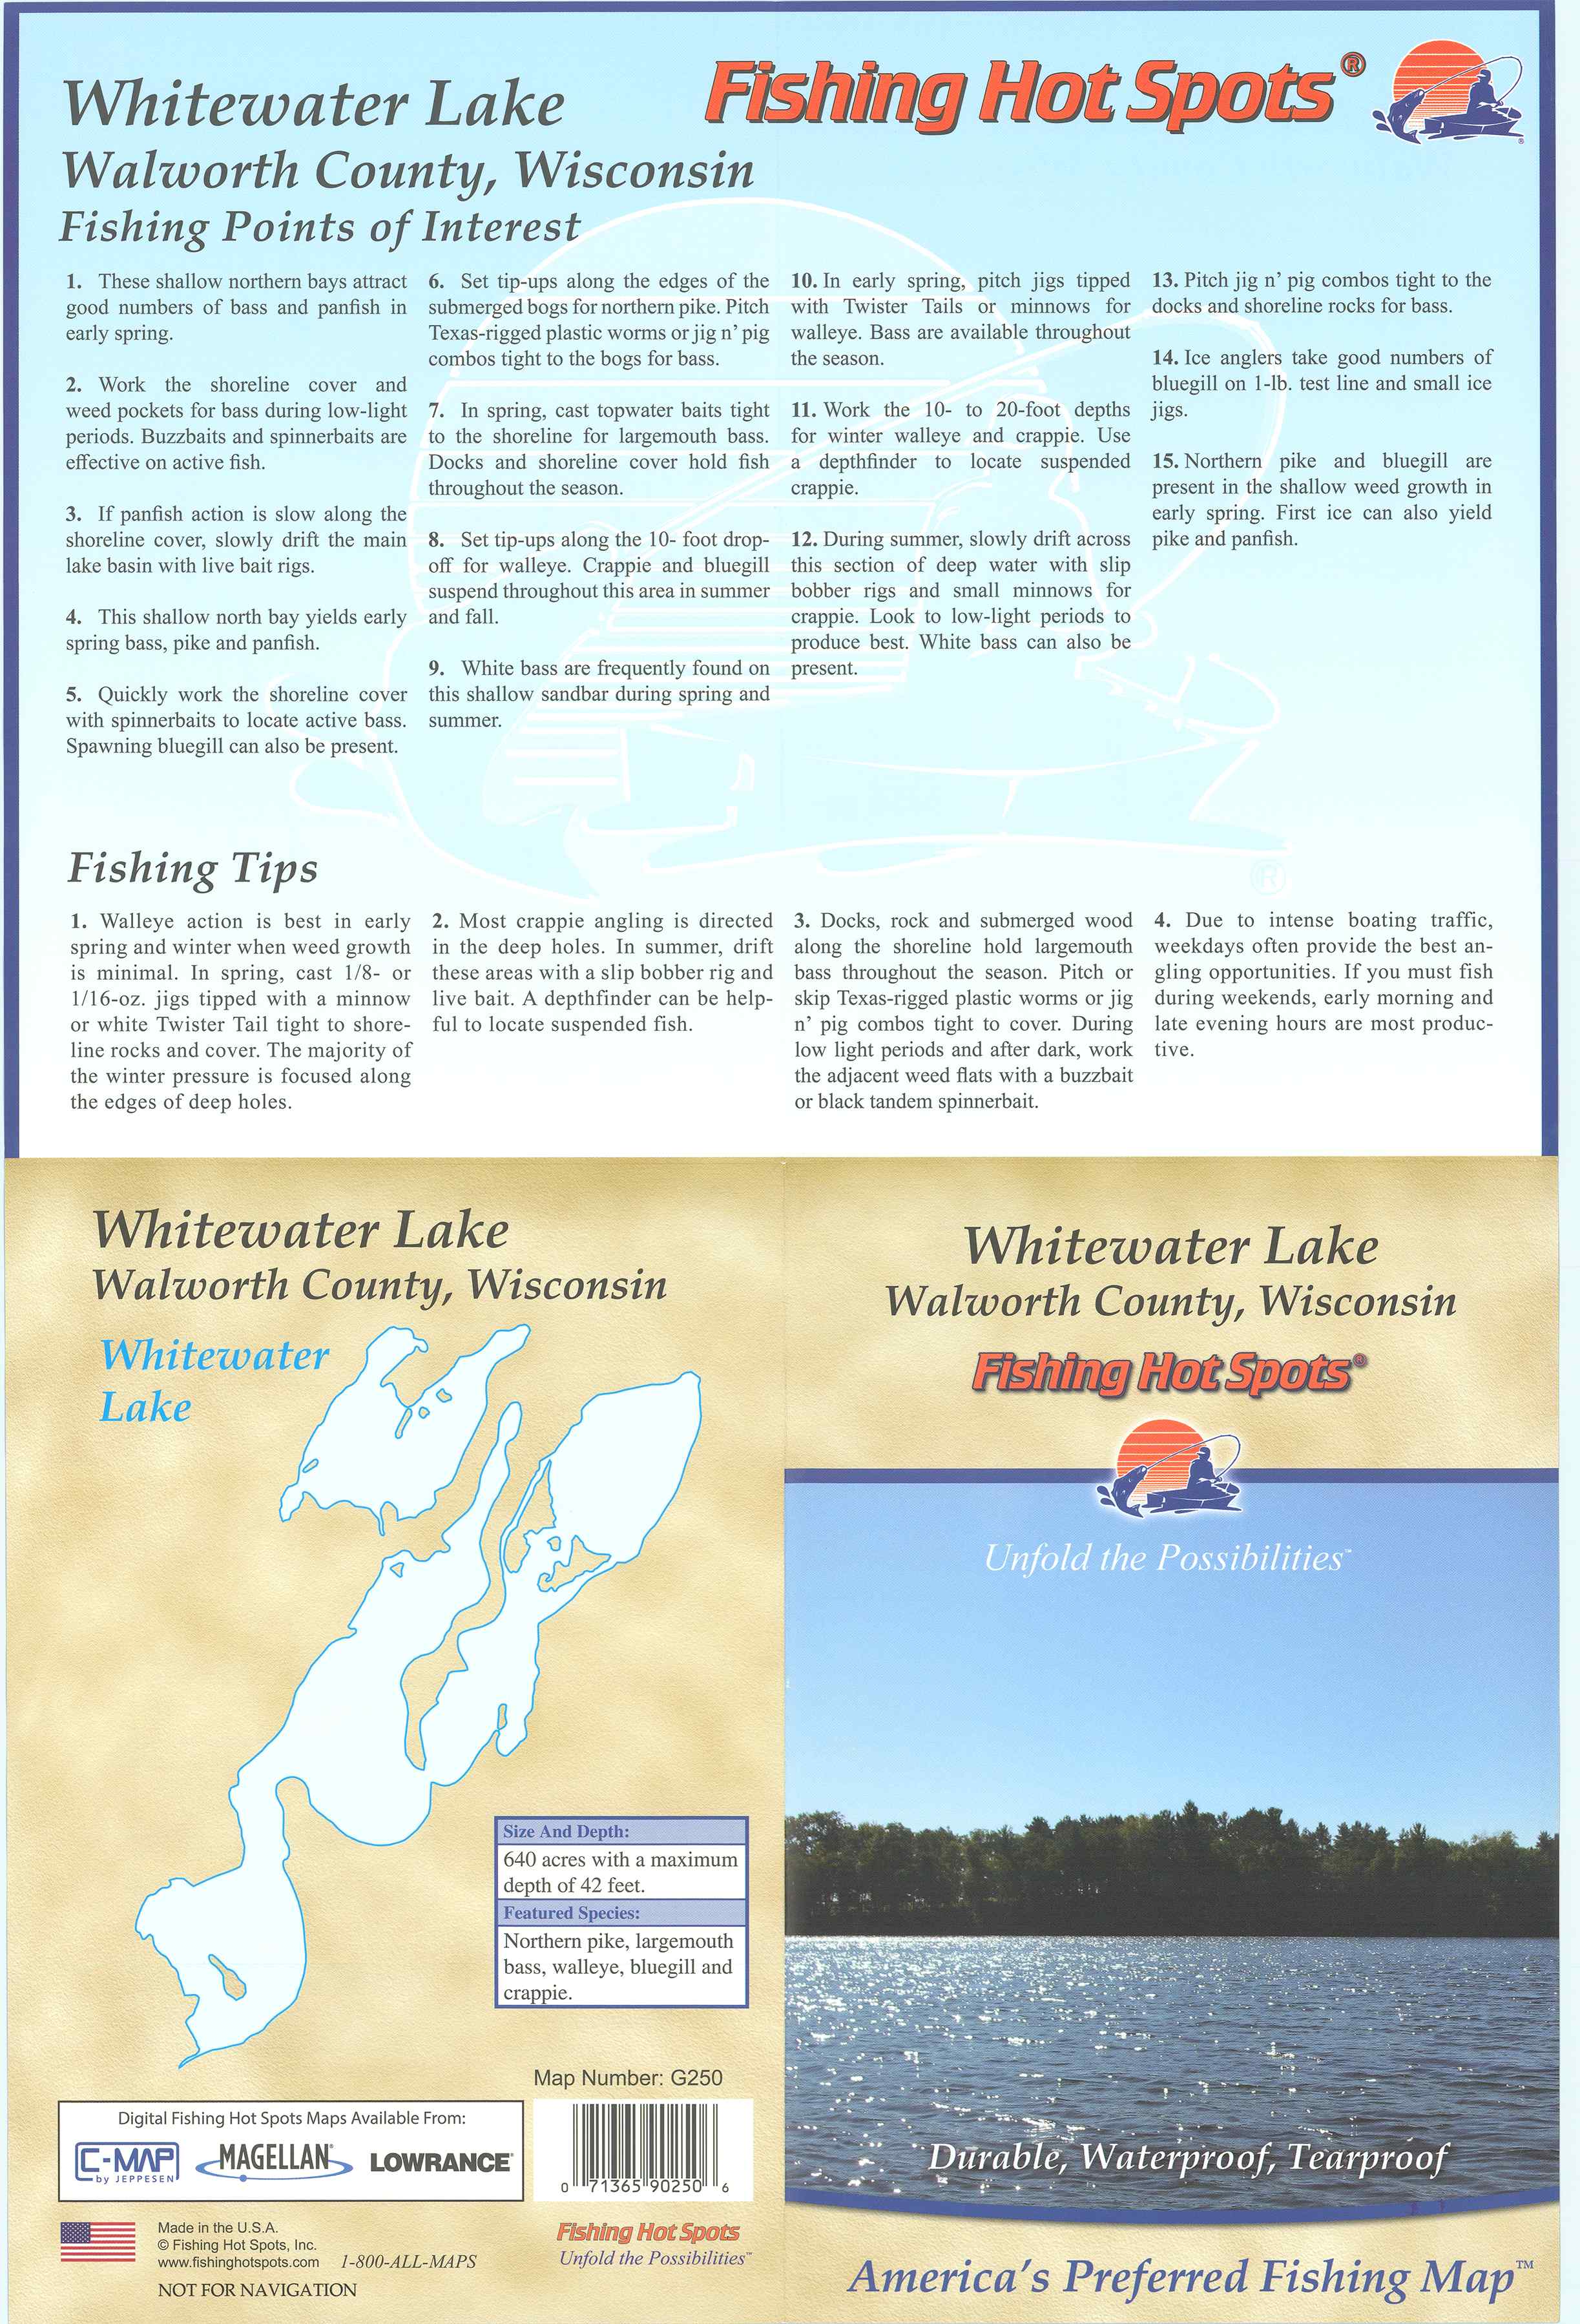 Whitewater Lake
Walworth County, Wisconsin
Fishing Points of Interest
Fishing Hot Spots®
®
1. These shallow northern bays attract
good numbers of bass and panfish in
early spring.
2. Work the shoreline cover and
weed pockets for bass during low-light
periods. Buzzbaits and spinnerbaits are
effective on active fish.
3. If panfish action is slow along the
shoreline cover, slowly drift the main
lake basin with live bait rigs.
4. This shallow north bay yields early
spring bass, pike and panfish.
5. Quickly work the shoreline cover
with spinnerbaits to locate active bass.
Spawning bluegill can also be present.
6. Set tip-ups along the edges of the
submerged bogs for northern pike. Pitch
Texas-rigged plastic worms or jig n' pig
combos tight to the bogs for bass.
7. In spring, cast topwater baits tight
to the shoreline for largemouth bass.
Docks and shoreline cover hold fish
throughout the season.
8. Set tip-ups along the 10- foot drop-
off for walleye. Crappie and bluegill
suspend throughout this area in summer
and fall.
9. White bass are frequently found on
this shallow sandbar during spring and
summer.
10. In early spring, pitch jigs tipped
with Twister Tails or minnows for
walleye. Bass are available throughout
the season.
11. Work the 10- to 20-foot depths
for winter walleye and crappie. Use
a depthfinder to locate suspended
crappie.
12. During summer, slowly drift across
this section of deep water with slip
bobber rigs and small minnows for
crappie. Look to low-light periods to
produce best. White bass can also be
present.
13. Pitch jig n' pig combos tight to the
docks and shoreline rocks for bass.
14. Ice anglers take good numbers of
bluegill on 1-lb. test line and small ice
jigs.
15. Northern pike and bluegill are
present in the shallow weed growth in
early spring. First ice can also yield
pike and panfish.
®
Fishing Tips
1. Walleye action is best in early
spring and winter when weed growth
is minimal. In spring, cast 1/8- or
1/16-oz. jigs tipped with a minnow
or white Twister Tail tight to shore-
line rocks and cover. The majority of
the winter pressure is focused along
the edges of deep holes.
2. Most crappie angling is directed
in the deep holes. In summer, drift
these areas with a slip bobber rig and
live bait. A depthfinder can be help-
ful to locate suspended fish.
3. Docks, rock and submerged wood
along the shoreline hold largemouth
bass throughout the season. Pitch or
skip Texas-rigged plastic worms or jig
n' pig combos tight to cover. During
low light periods and after dark, work
the adjacent weed flats with a buzzbait
or black tandem spinnerbait.
4. Due to intense boating traffic,
weekdays often provide the best an-
gling opportunities. If you must fish
during weekends, early morning and
late evening hours are most produc-
tive.
Whitewater Lake
Walworth County, Wisconsin
Whitewater
Lake
Size And Depth:
640 acres with a maximum
depth of 42 feet.
Featured Species:
Northern pike, largemouth
bass, walleye, bluegill and
crappie.
Map Number: G250
Digital Fishing Hot Spots Maps Available From:
C-MAP
by JEPPESEN
MAGELLAN®
LOWRANCE®
0 71365 90250 6
Made in the U.S.A.
© Fishing Hot Spots, Inc.
www.fishinghotspots.com 1-800-ALL-MAPS
NOT FOR NAVIGATION
Fishing Hot Spots
Unfold the Possibilities™
Whitewater Lake
Walworth County, Wisconsin
Fishing Hot Spots®
Unfold the Possibilities™
Durable, Waterproof, Tearproof
America's Preferred Fishing Map™